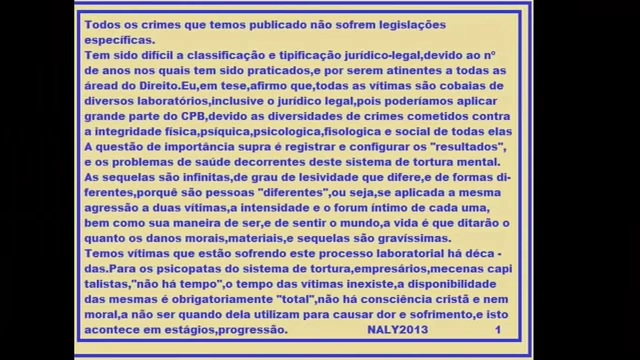 Todos os crimes que temos publicado não sofrem legislações
específicas.
Tem sido difícil a classificação e tipificação jurídico-legal,devido ao nº
de anos nos quais tem sido praticados,e por serem atinentes a todas as
áread do Direito.Eu,em tese,afirmo que,todas as vítimas são cobaias de
diversos laboratórios,inclusive o jurídico legal,pois poderíamos aplicar
grande parte do CPB,devido as diversidades de crimes cometidos contra
a integridade física,psíquica,psicologica,fisologica e social de todas elas
A questão de importância supra é registrar e configurar os "resultados",
e os problemas de saúde decorrentes deste sistema de tortura mental.
As sequelas são infinitas,de grau de lesividade que difere,e de formas di-
ferentes,porquê são pessoas "diferentes",ou seja,se aplicada a mesma
agressão a duas vítimas,a intensidade e o forum íntimo de cada uma,
bem como sua maneira de ser,e de sentir o mundo,a vida é que ditarão o
quanto os danos morais,materiais,e sequelas são gravíssimas.
Temos vítimas que estão sofrendo este processo laboratorial há déca -
das.Para os psicopatas do sistema de tortura,empresários,mecenas capi
talistas,"não há tempo",o tempo das vítimas inexiste,a disponibilidade
das mesmas é obrigatoriamente "total",não há consciência cristã e nem
moral,a não ser quando dela utilizam para causar dor e sofrimento,e isto
acontece em estágios,progressão. NALY2013 1